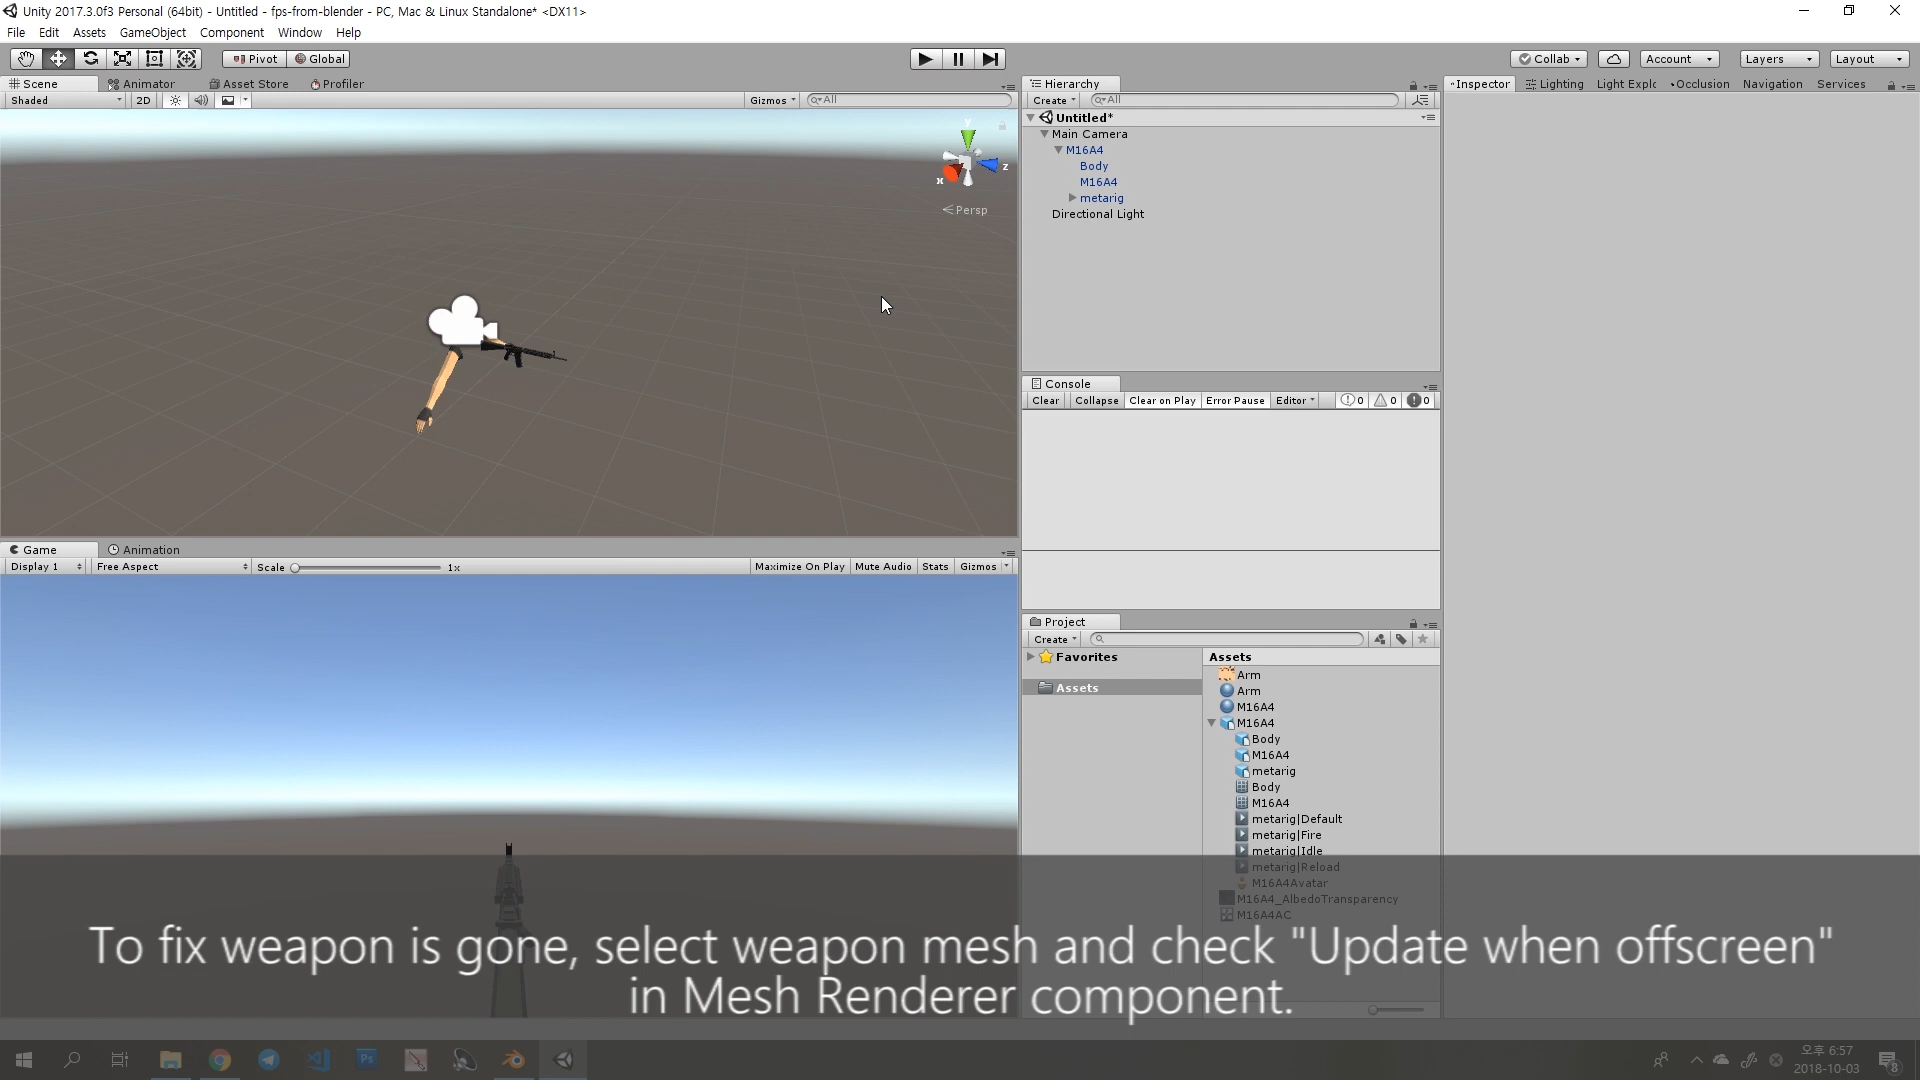 Unity 2017.3.0f3 Personal (64bit) - Untitled - fps-from-blender - PC, Mac & Linux Standalone* <DX11>
File Edit Assets GameObject Component Window Help
Pivot Global Collab Account Layers Layout
Scene Animator Asset Store Profiler
Shaded 2D Gizmos All
y
x z
Persp
Hierarchy
Create All
Untitled*
Main Camera
M16A4
Body
M16A4
metarig
Directional Light
Inspector Lighting Light Explc Occlusion Navigation Services
Console
Clear Collapse Clear on Play Error Pause Editor 0 0 0
Game Animation
Display 1 Free Aspect Scale 1x Maximize On Play Mute Audio Stats Gizmos
Project
Create
Favorites
Assets
Assets
Arm
Arm
M16A4
M16A4
Body
M16A4
metarig
Body
M16A4
metarig|Default
metarig|Fire
metarig|Idle
metarig|Reload
M16A4Avatar
M16A4_AlbedoTransparency
M16A4AC
To fix weapon is gone, select weapon mesh and check "Update when offscreen"
in Mesh Renderer component.
Ps
오후 6:57
2018-10-03
8